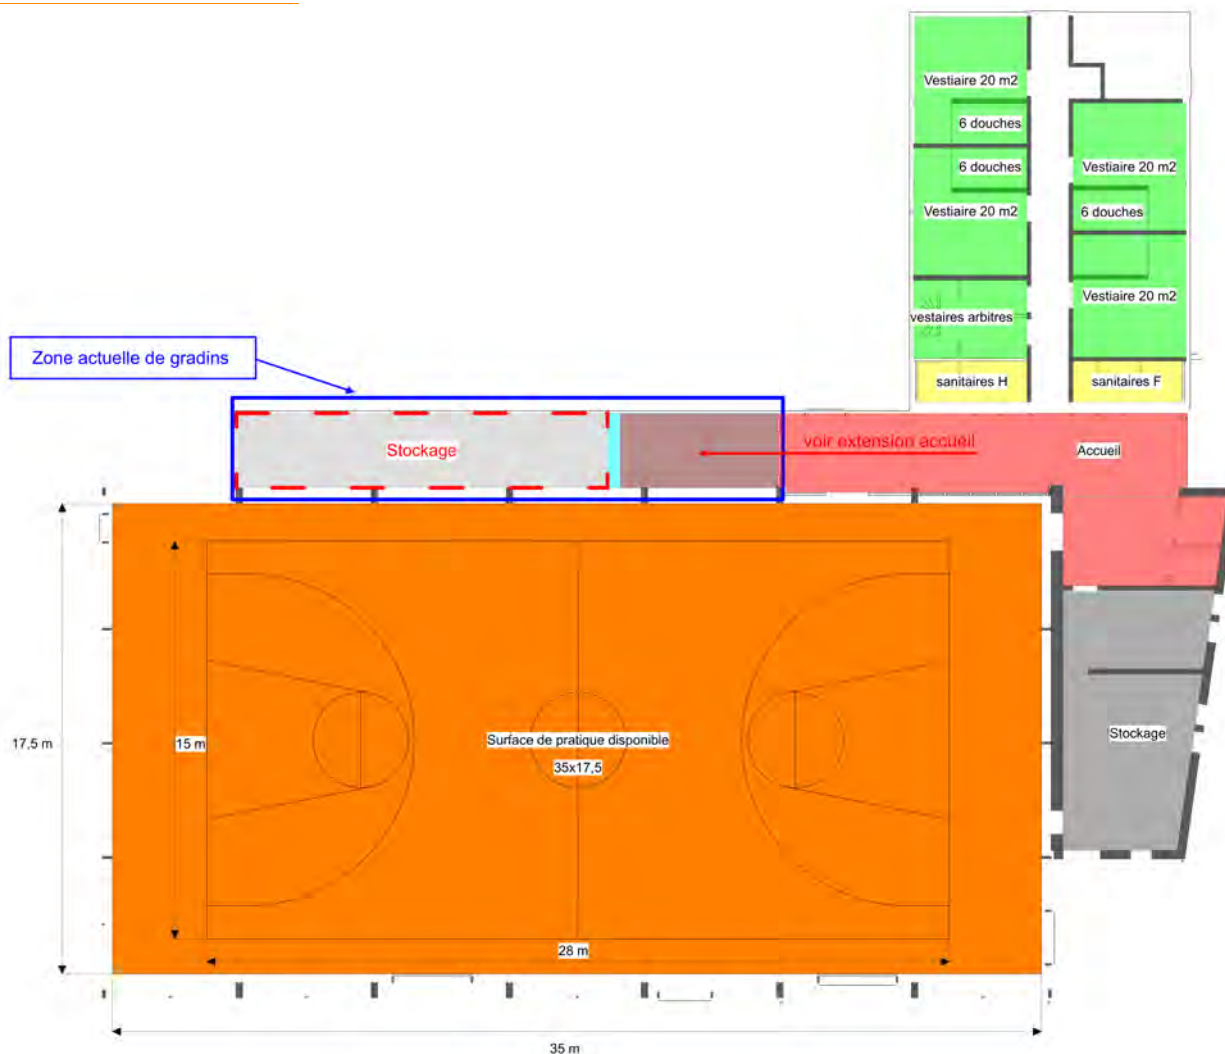 Vestiaire 20 m2
6 douches
6 douches
Vestiaire 20 m2
Vestiaire 20 m2
6 douches
vestaires arbitres
Vestiaire 20 m2
sanitaires H
sanitaires F
Zone actuelle de gradins
Stockage
voir extension accueil
Accueil
17,5 m
15 m
Surface de pratique disponible
35x17,5
Stockage
28 m
35 m